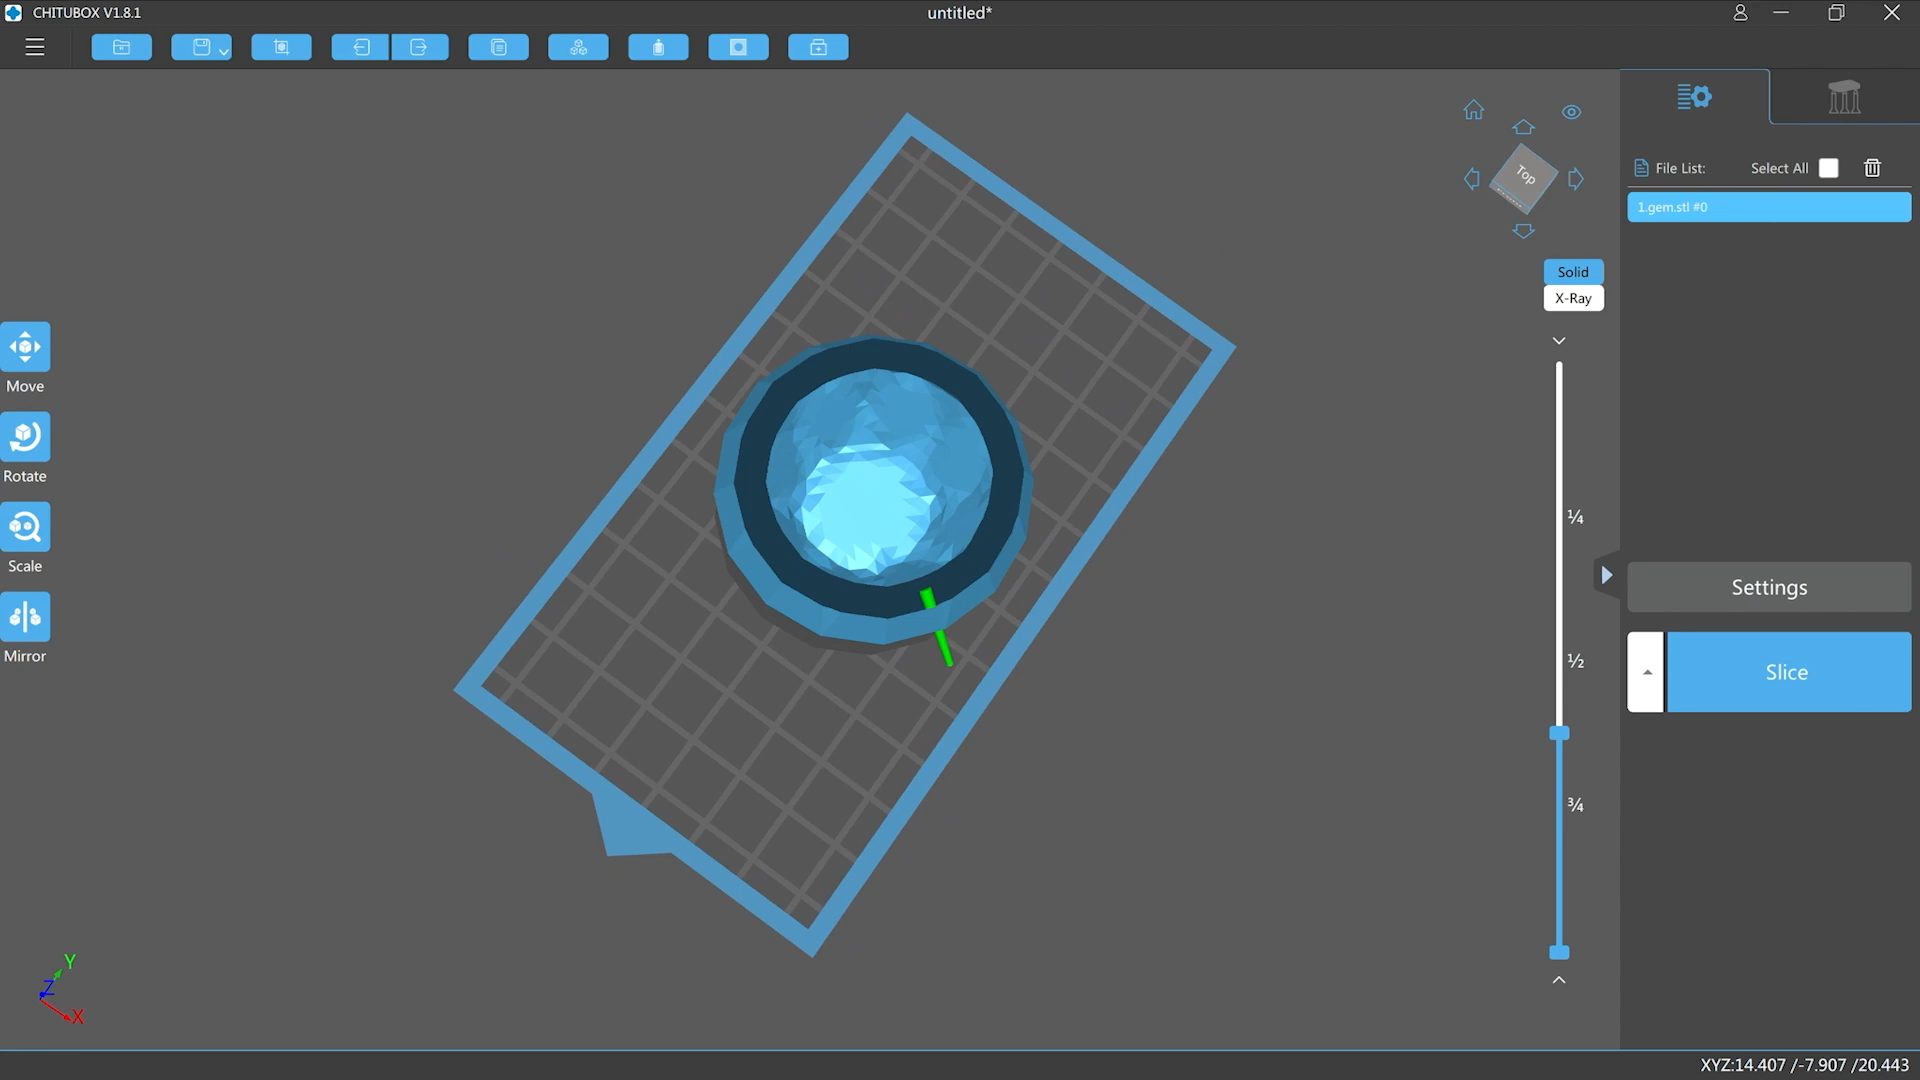 CHITUBOX V1.8.1
untitled*
Top
File List:
Select All
1.gem.stl #0
Solid
X-Ray
Move
Rotate
Scale
Mirror
¼
½
¾
Settings
Slice
Y
Z
X
XYZ:14.407 /-7.907 /20.443